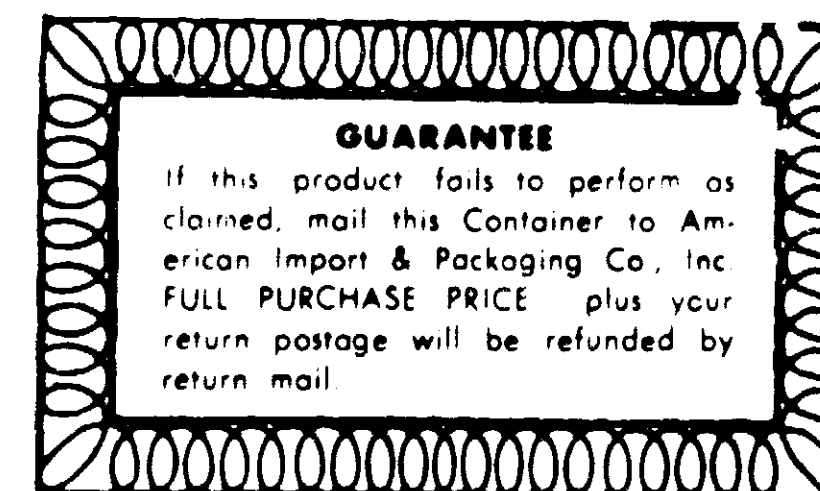 GUARANTEE
If this product fails to perform as
claimed, mail this Container to Am-
erican Import & Packaging Co., Inc.
FULL PURCHASE PRICE plus your
return postage will be refunded by
return mail.